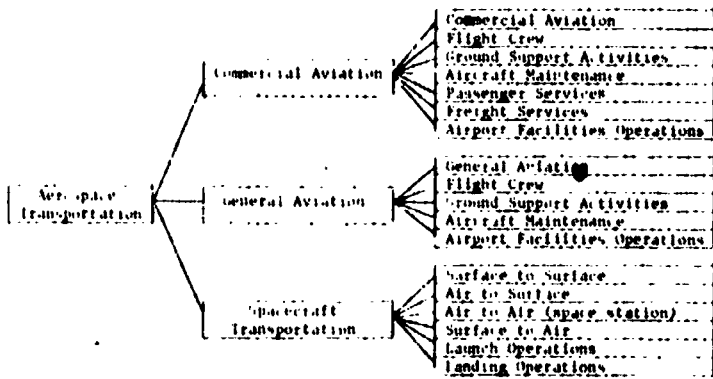 Commercial Aviation
Flight Crew
Ground Support Activities
Aircraft Maintenance
Passenger Services
Freight Services
Airport Facilities Operations
Commercial Aviation
General Aviation
Flight Crew
Ground Support Activities
Aircraft Maintenance
Airport Facilities Operations
General Aviation
Aerospace
Transportation
Surface to Surface
Air to Surface
Air to Air (space station)
Surface to Air
Launch Operations
Landing Operations
Spacecraft
Transportation